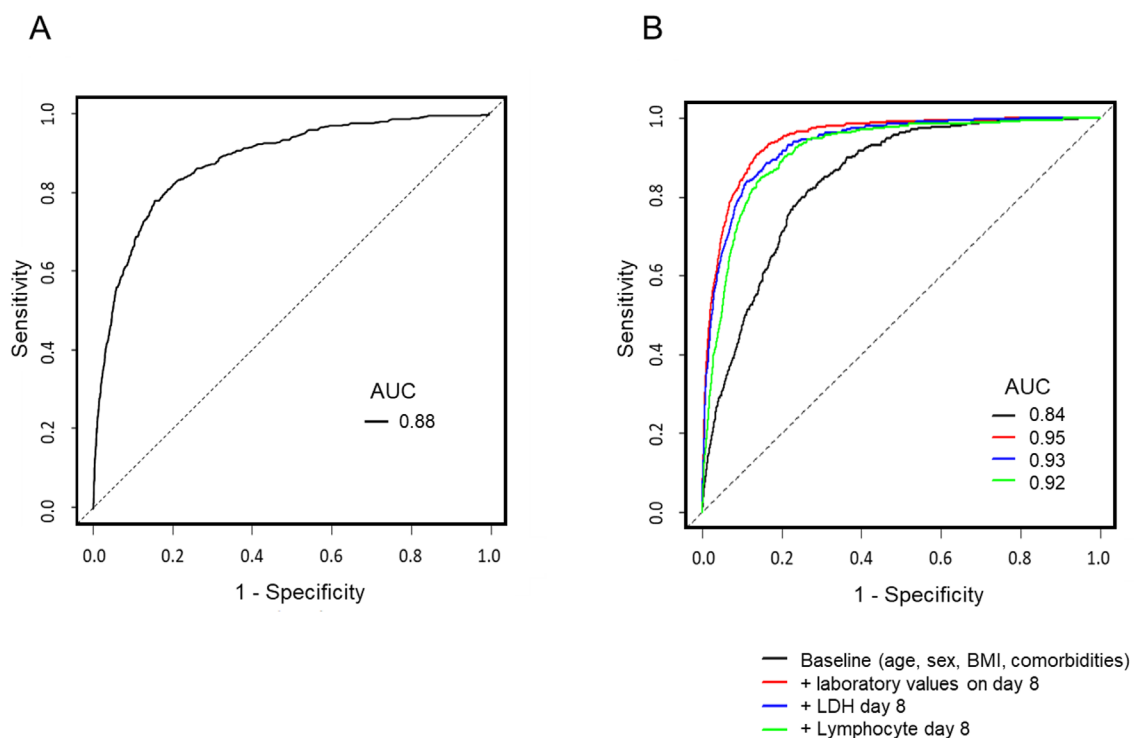 A
1.0
0.8
0.6
0.4
0.2
0.0
Sensitivity
AUC
0.88
0.0 0.2 0.4 0.6 0.8 1.0
1 - Specificity
B
1.0
0.8
0.6
0.4
0.2
0.0
Sensitivity
AUC
0.84
0.95
0.93
0.92
0.0 0.2 0.4 0.6 0.8 1.0
1 - Specificity
Baseline (age, sex, BMI, comorbidities)
+ laboratory values on day 8
+ LDH day 8
+ Lymphocyte day 8